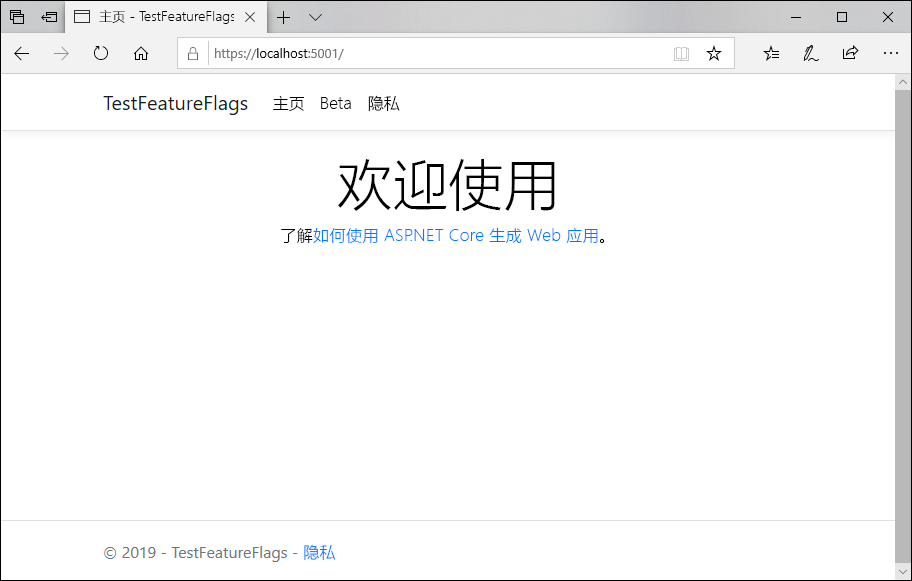 主页 - TestFeatureFlags
https://localhost:5001/
TestFeatureFlags 主页 Beta 隐私
欢迎使用
了解如何使用 ASP.NET Core 生成 Web 应用。
© 2019 - TestFeatureFlags - 隐私